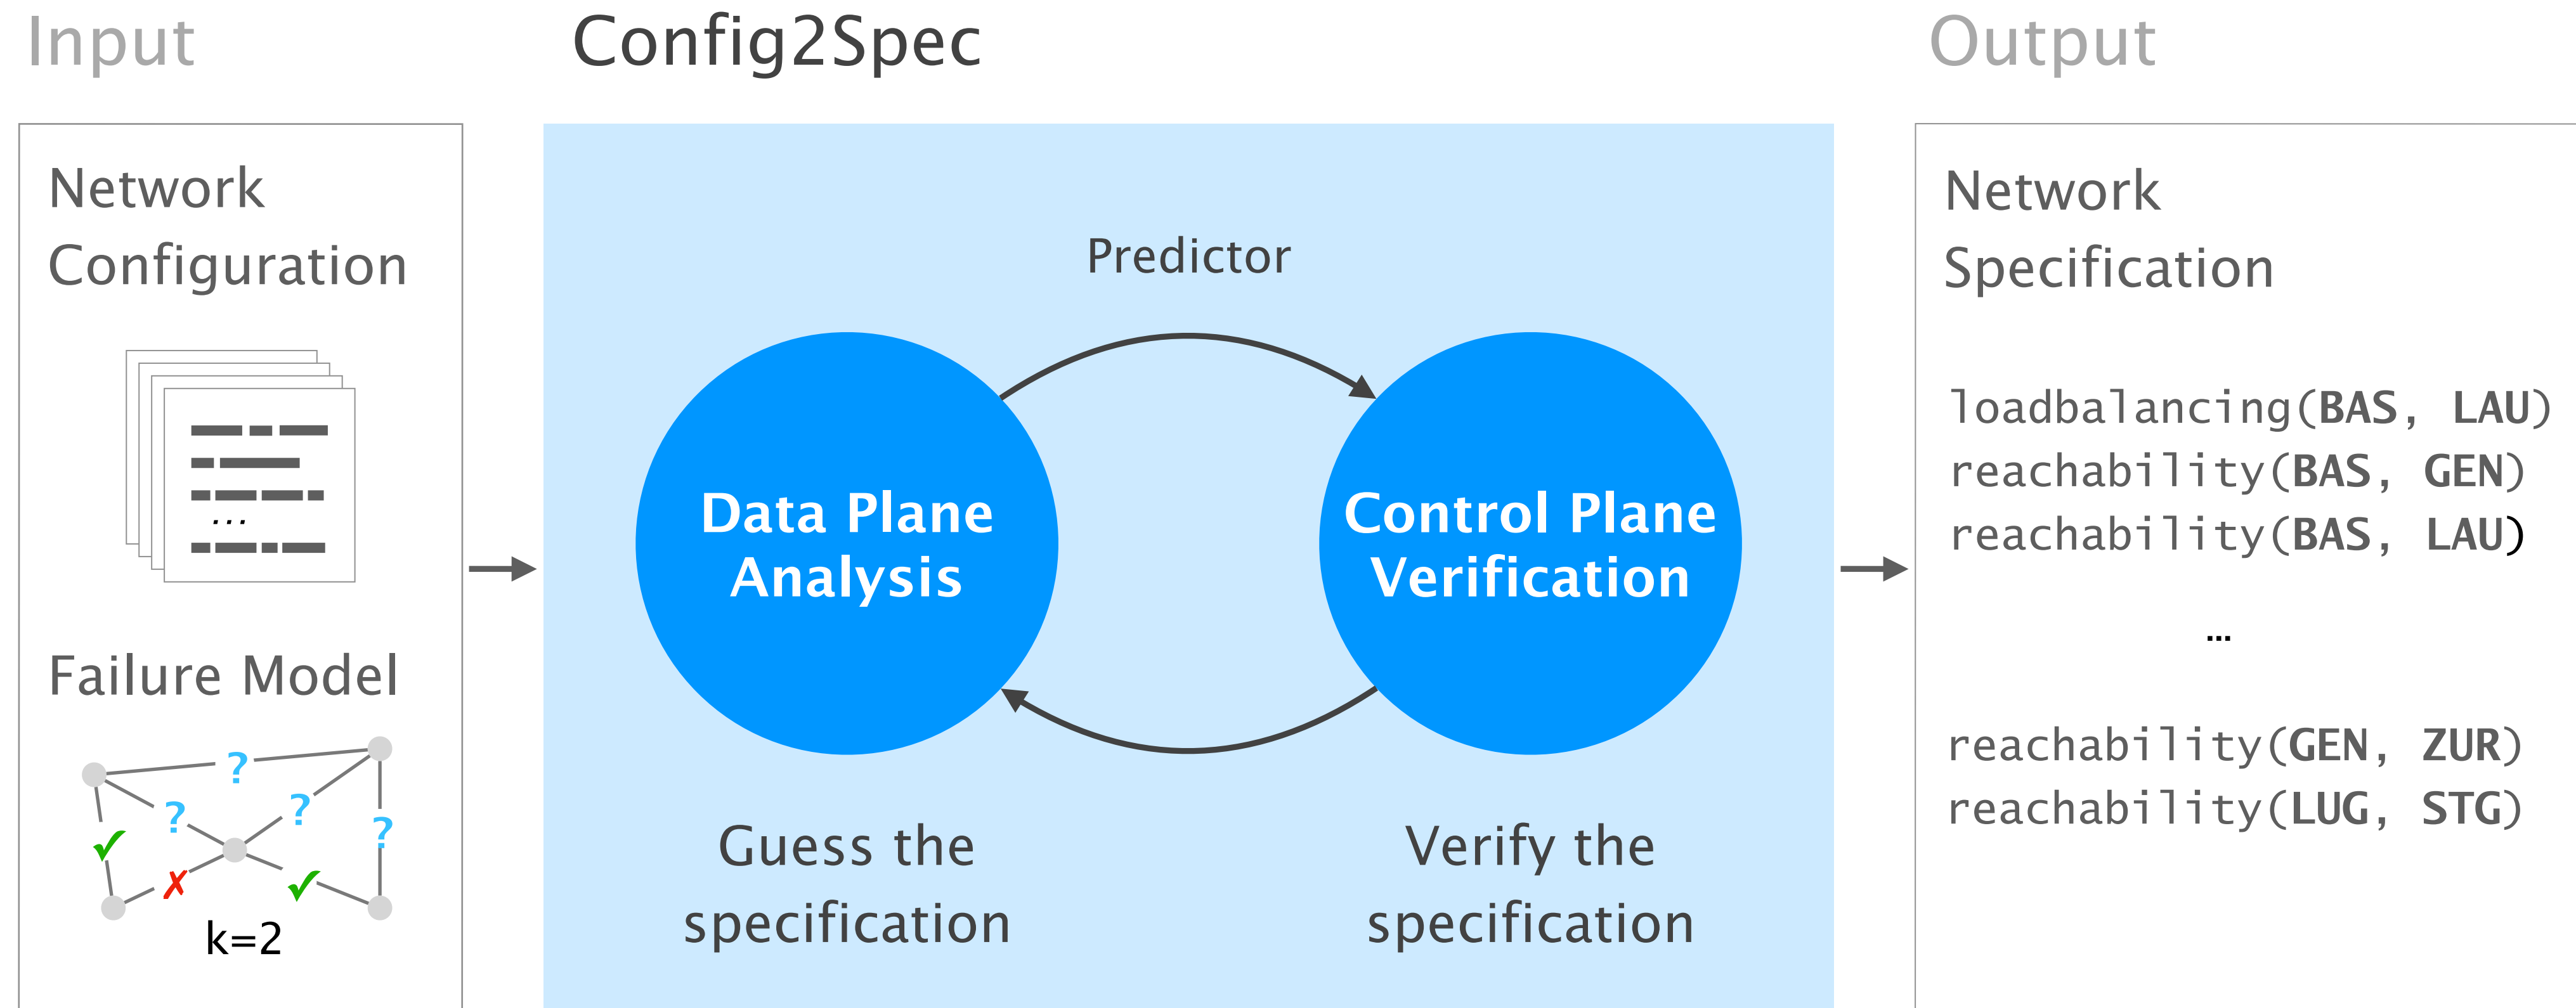 Input
Config2Spec
Output
Network
Configuration
...
Failure Model
?
?
?
?
✓
✗
✓
k=2
Predictor
Data Plane
Analysis
Control Plane
Verification
Guess the
specification
Verify the
specification
Network
Specification
loadbalancing(BAS, LAU)
reachability(BAS, GEN)
reachability(BAS, LAU)
...
reachability(GEN, ZUR)
reachability(LUG, STG)